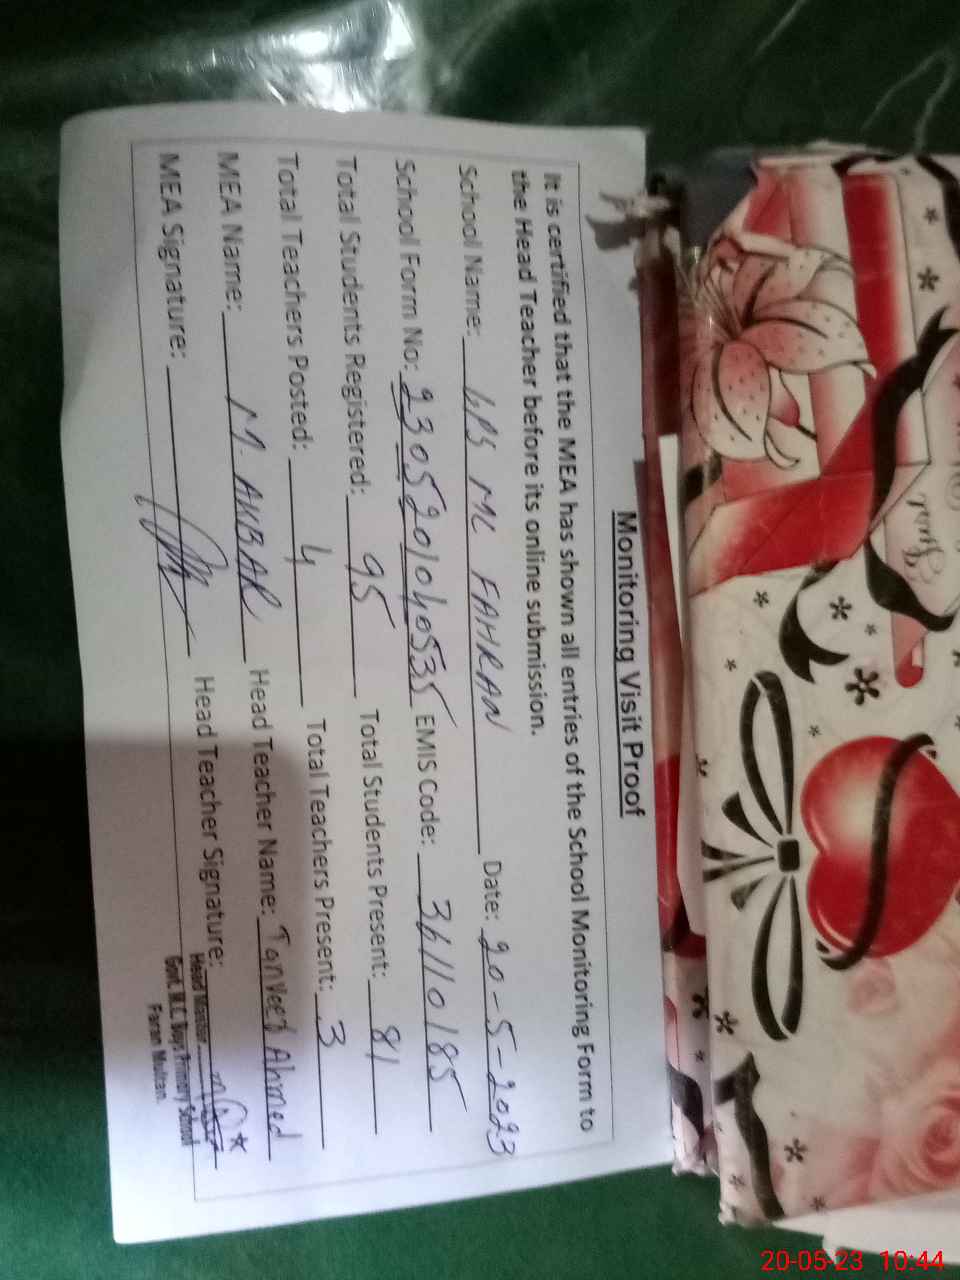 Monitoring Visit Proof
It is certified that the MEA has shown all entries of the School Monitoring Form to
the Head Teacher before its online submission.
School Name: GPS MC FAHRAN Date: 20-5-2023
School Form No: 2305201040535 EMIS Code: 36110185
Total Students Registered: 95 Total Students Present: 81
Total Teachers Posted: 4 Total Teachers Present: 3
MEA Name: M. AKBAR Head Teacher Name: Tanveer Ahmed
MEA Signature: Head Teacher Signature:
Head Master
Govt. M.C. Boys Primary School
Faran Multan.
20-05-23 10:44